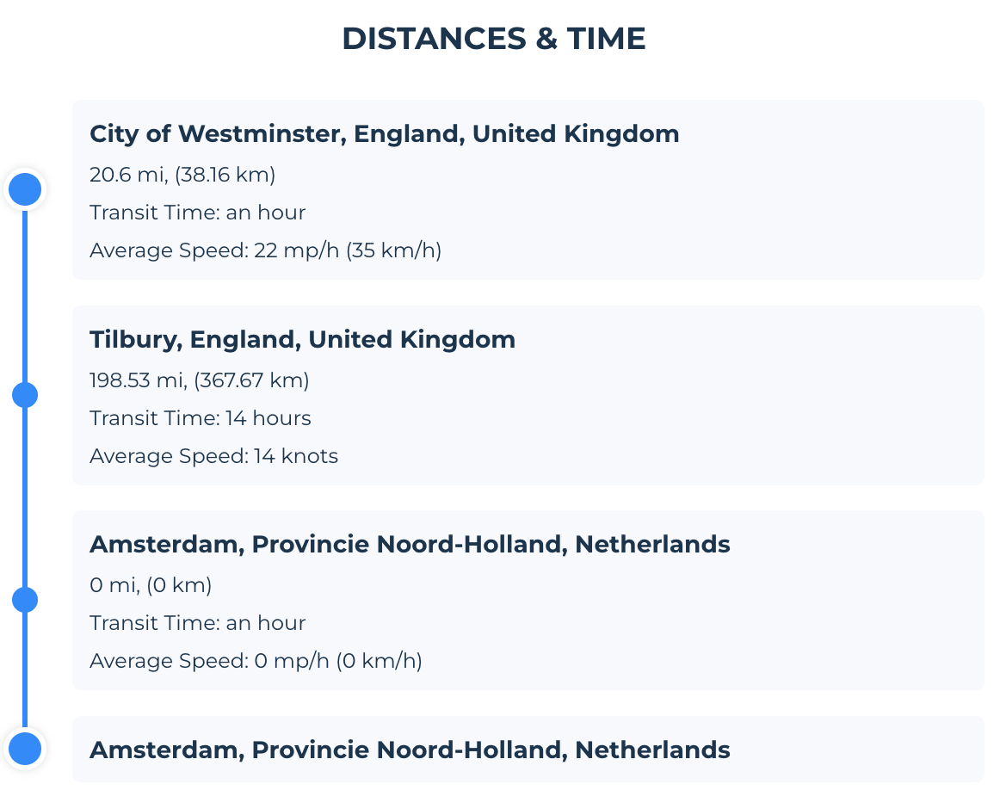 DISTANCES & TIME
City of Westminster, England, United Kingdom
20.6 mi, (38.16 km)
Transit Time: an hour
Average Speed: 22 mp/h (35 km/h)
Tilbury, England, United Kingdom
198.53 mi, (367.67 km)
Transit Time: 14 hours
Average Speed: 14 knots
Amsterdam, Provincie Noord-Holland, Netherlands
0 mi, (0 km)
Transit Time: an hour
Average Speed: 0 mp/h (0 km/h)
Amsterdam, Provincie Noord-Holland, Netherlands